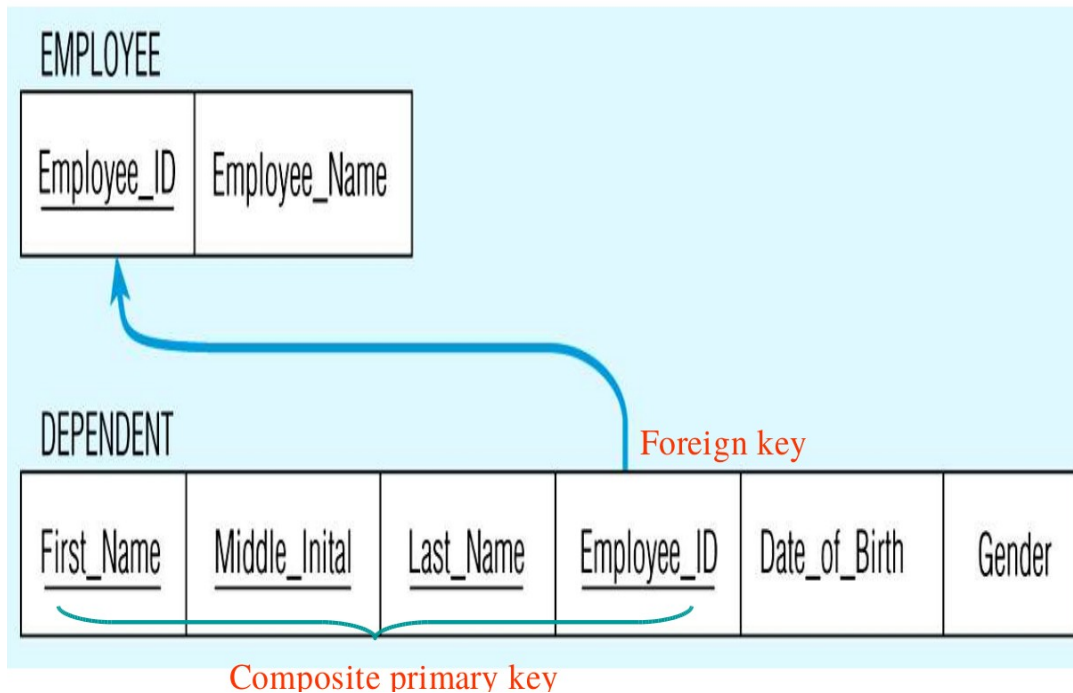 EMPLOYEE
Employee_ID Employee_Name
DEPENDENT
Foreign key
First_Name Middle_Inital Last_Name Employee_ID Date_of_Birth Gender
Composite primary key